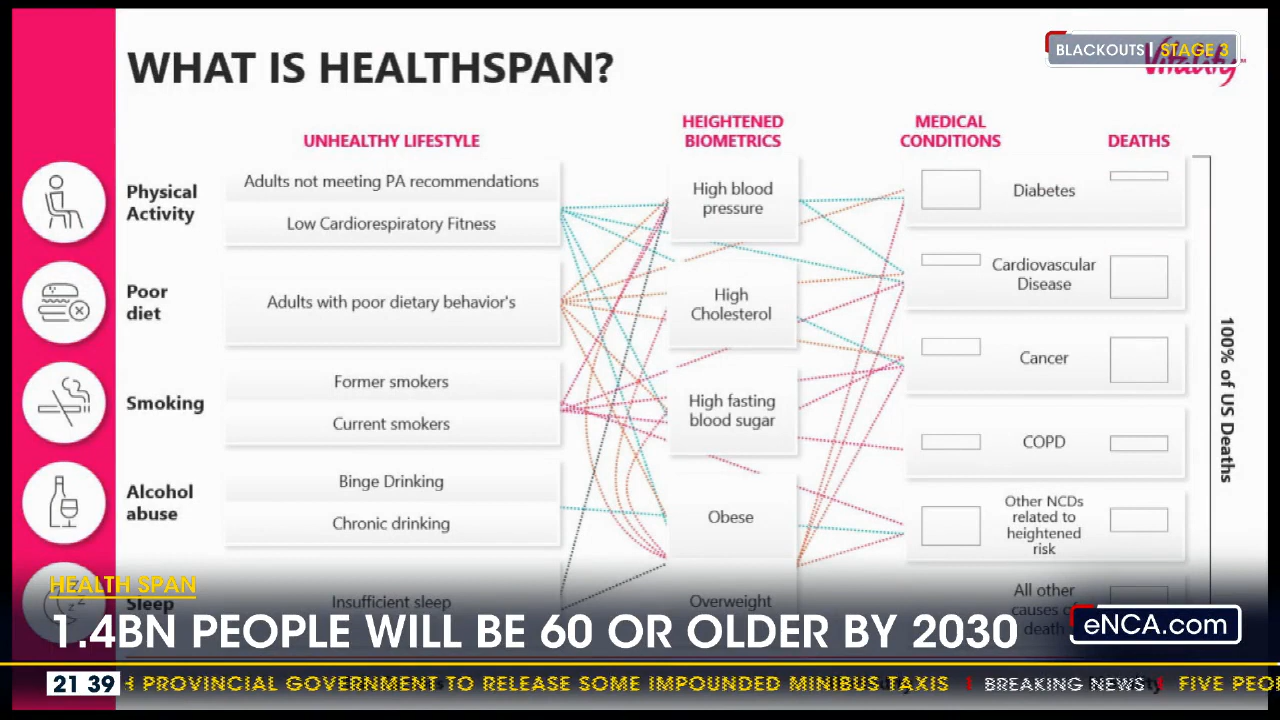 WHAT IS HEALTHSPAN?
BLACKOUTS STAGE 3
Vitality
UNHEALTHY LIFESTYLE
HEIGHTENED
BIOMETRICS
MEDICAL
CONDITIONS
DEATHS
Physical
Activity
Adults not meeting PA recommendations
Low Cardiorespiratory Fitness
High blood
pressure
Diabetes
Poor
diet
Adults with poor dietary behavior's
High
Cholesterol
Cardiovascular
Disease
Cancer
Smoking
Former smokers
Current smokers
High fasting
blood sugar
COPD
100% of US Deaths
Alcohol
abuse
Binge Drinking
Chronic drinking
Obese
Other NCDs
related to
heightened
risk
Sleep
Insufficient sleep
Overweight
All other
causes
death
HEALTH SPAN
1.4BN PEOPLE WILL BE 60 OR OLDER BY 2030
eNCA.com
21 39 PROVINCIAL GOVERNMENT TO RELEASE SOME IMPOUNDED MINIBUS TAXIS BREAKING NEWS FIVE